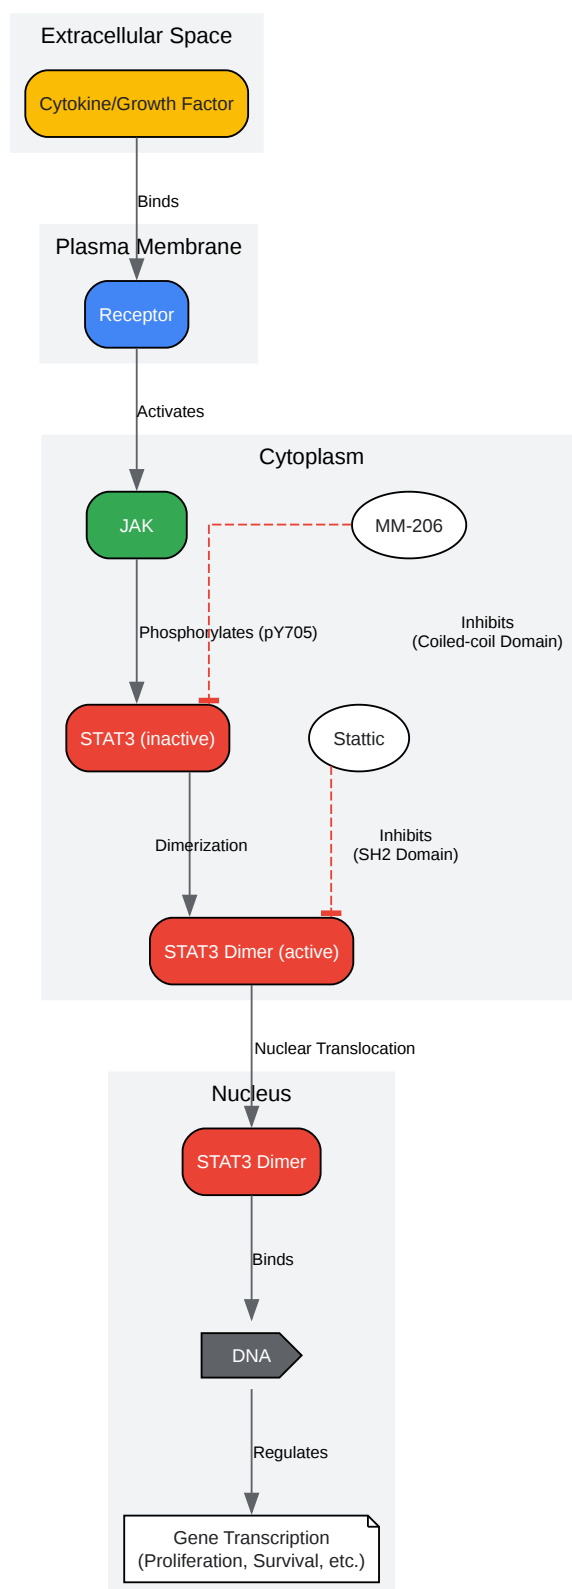 Extracellular Space
Cytokine/Growth Factor
Binds
Plasma Membrane
Receptor
Activates
Cytoplasm
JAK
MM-206
Phosphorylates (pY705)
Inhibits
(Coiled-coil Domain)
STAT3 (inactive)
Stattic
Dimerization
Inhibits
(SH2 Domain)
STAT3 Dimer (active)
Nuclear Translocation
Nucleus
STAT3 Dimer
Binds
DNA
Regulates
Gene Transcription
(Proliferation, Survival, etc.)